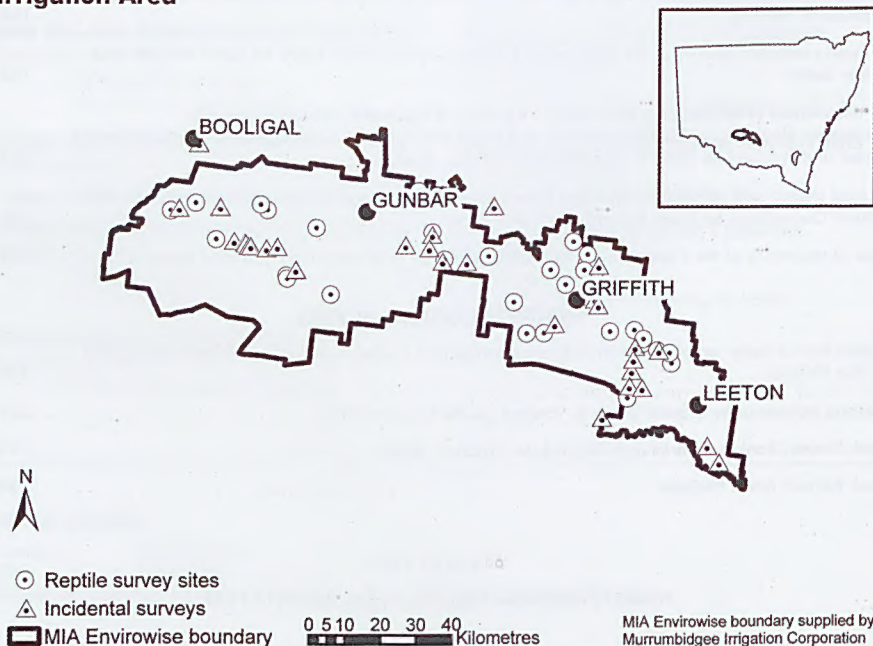 Irrigation Area
BOOLIGAL
GUNBAR
GRIFFITH
LEETON
N
Reptile survey sites
Incidental surveys
MIA Envirowise boundary
0 5 10 20 30 40
Kilometres
MIA Envirowise boundary supplied by
Murrumbidgee Irrigation Corporation